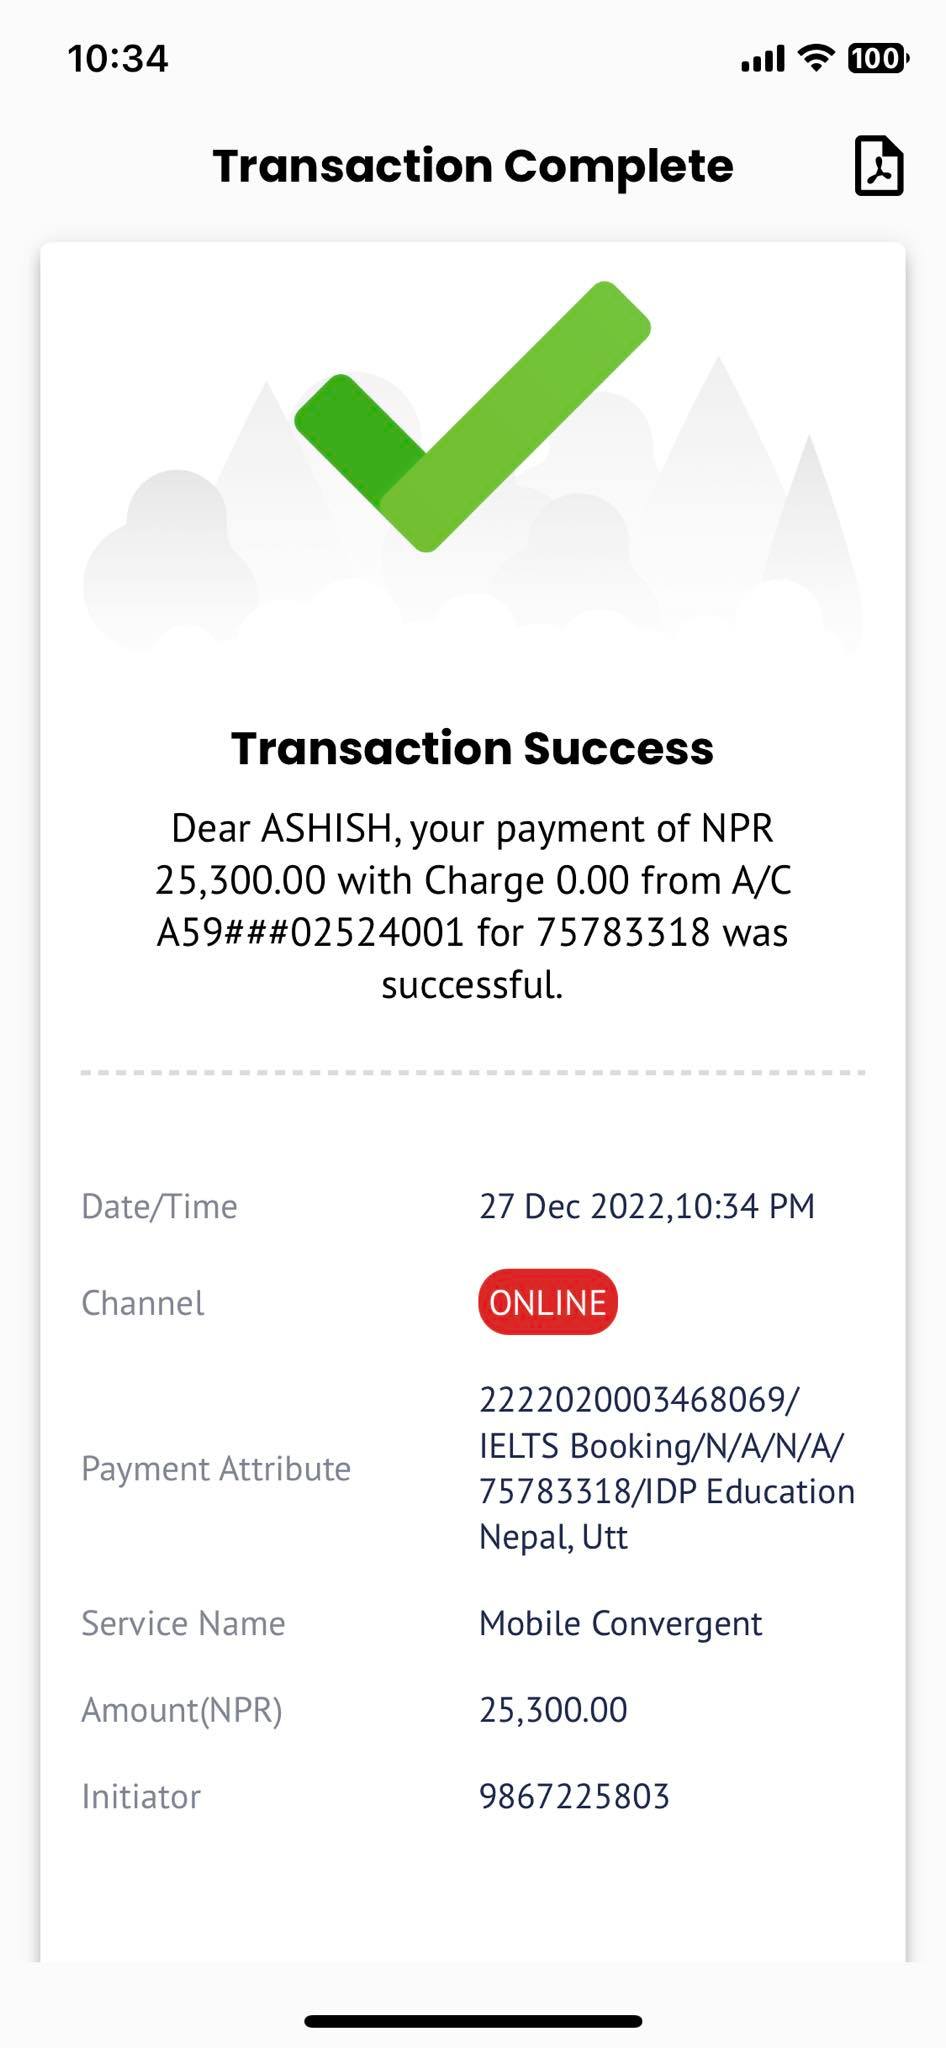 10:34
100
Transaction Complete
Transaction Success
Dear ASHISH, your payment of NPR
25,300.00 with Charge 0.00 from A/C
A59###02524001 for 75783318 was
successful.
Date/Time 27 Dec 2022,10:34 PM
Channel ONLINE
Payment Attribute
2222020003468069/
IELTS Booking/N/A/N/A/
75783318/IDP Education
Nepal, Utt
Service Name Mobile Convergent
Amount(NPR) 25,300.00
Initiator 9867225803